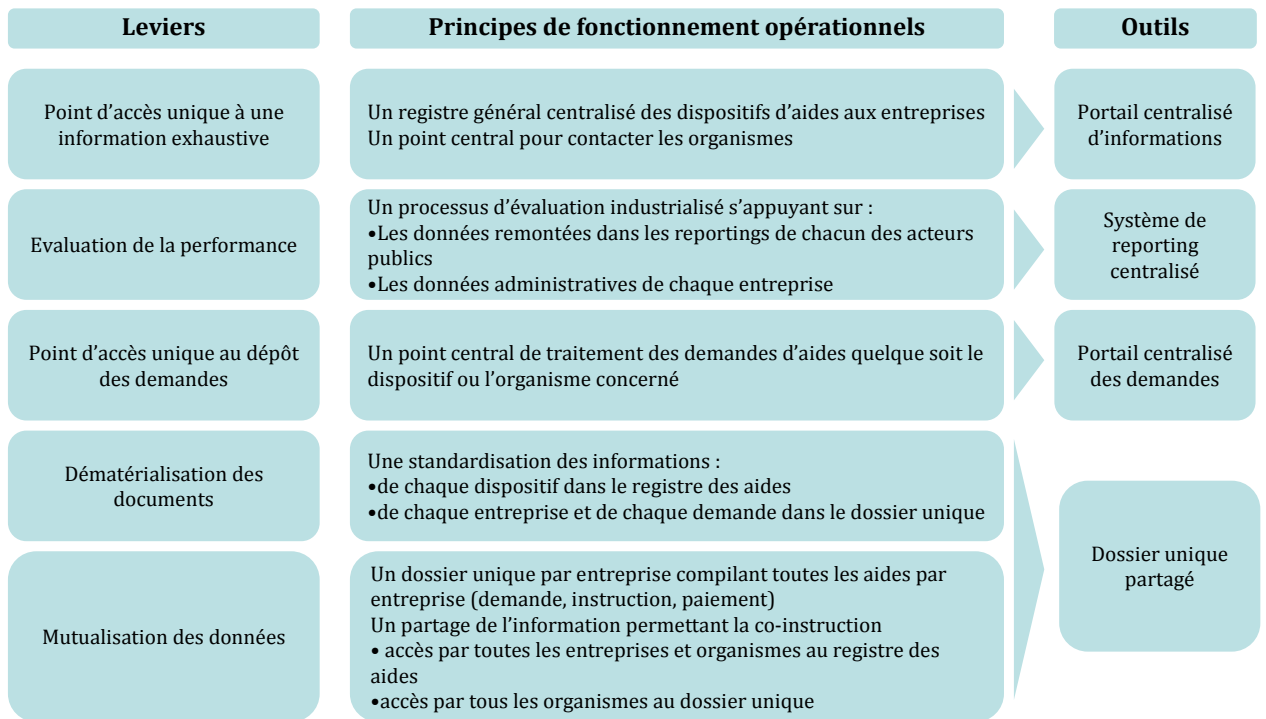 Leviers
Principes de fonctionnement opérationnels
Outils
Point d’accès unique à une
information exhaustive
Un registre général centralisé des dispositifs d’aides aux entreprises
Un point central pour contacter les organismes
Portail centralisé
d’informations
Evaluation de la performance
Un processus d’évaluation industrialisé s’appuyant sur :
•Les données remontées dans les reportings de chacun des acteurs
publics
•Les données administratives de chaque entreprise
Système de
reporting
centralisé
Point d’accès unique au dépôt
des demandes
Un point central de traitement des demandes d’aides quelque soit le
dispositif ou l’organisme concerné
Portail centralisé
des demandes
Dématérialisation des
documents
Une standardisation des informations :
•de chaque dispositif dans le registre des aides
•de chaque entreprise et de chaque demande dans le dossier unique
Mutualisation des données
Un dossier unique par entreprise compilant toutes les aides par
entreprise (demande, instruction, paiement)
Un partage de l’information permettant la co-instruction
• accès par toutes les entreprises et organismes au registre des
aides
•accès par tous les organismes au dossier unique
Dossier unique
partagé